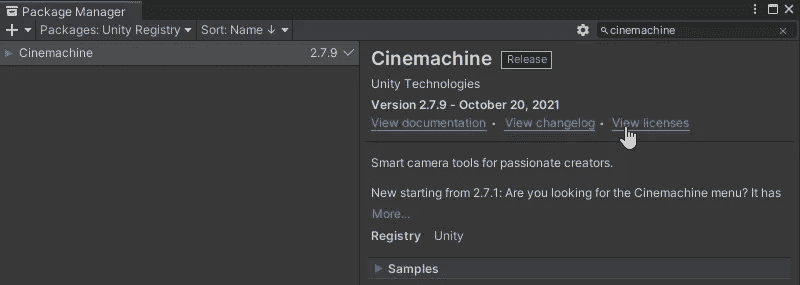 Package Manager
Packages: Unity Registry Sort: Name ↓ cinemachine
Cinemachine 2.7.9
Cinemachine Release
Unity Technologies
Version 2.7.9 - October 20, 2021
View documentation • View changelog • View licenses
Smart camera tools for passionate creators.
New starting from 2.7.1: Are you looking for the Cinemachine menu? It has
More...
Registry Unity
Samples